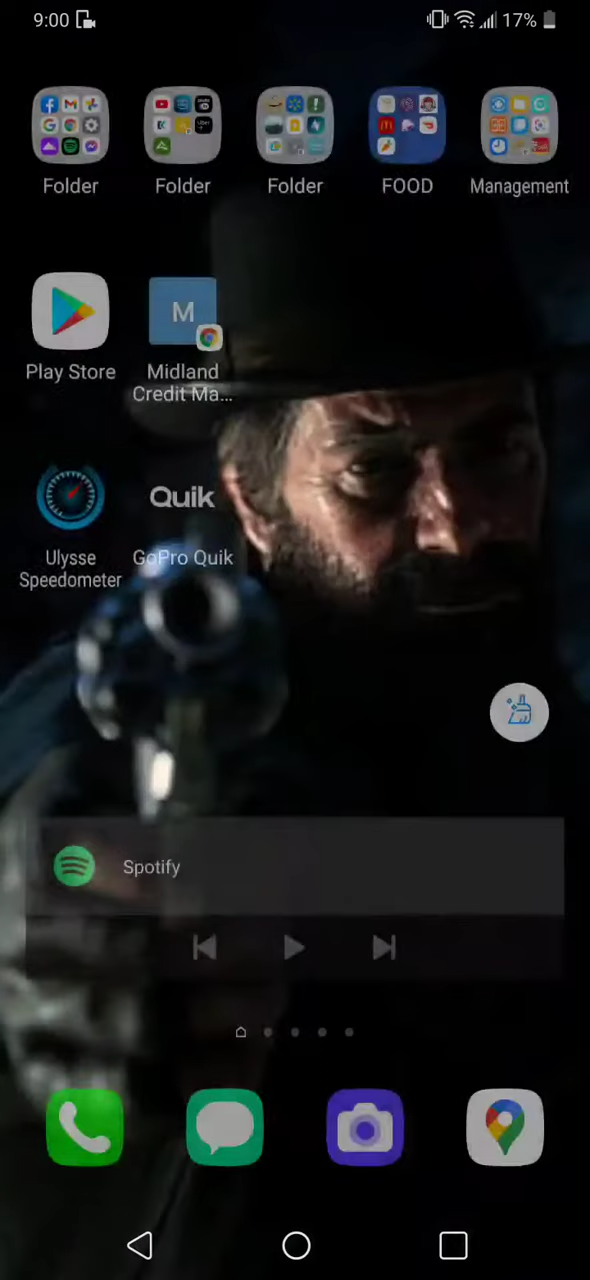 9:00
17%
Folder
Folder
Folder
FOOD
Management
Play Store
M
Midland
Credit Ma...
Quik
Ulysse
Speedometer
GoPro Quik
Spotify